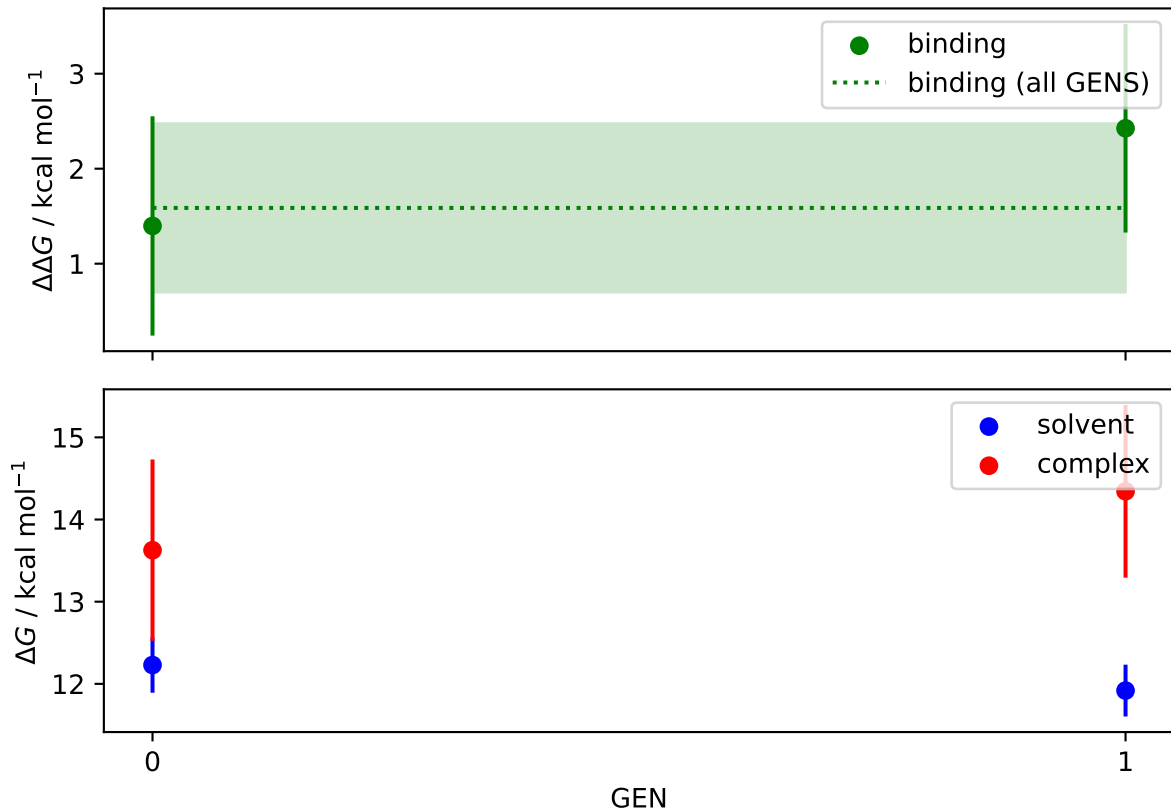 binding
binding (all GENS)
3
2
1
ΔΔG / kcal mol⁻¹
solvent
complex
15
14
13
12
ΔG / kcal mol⁻¹
0
1
GEN